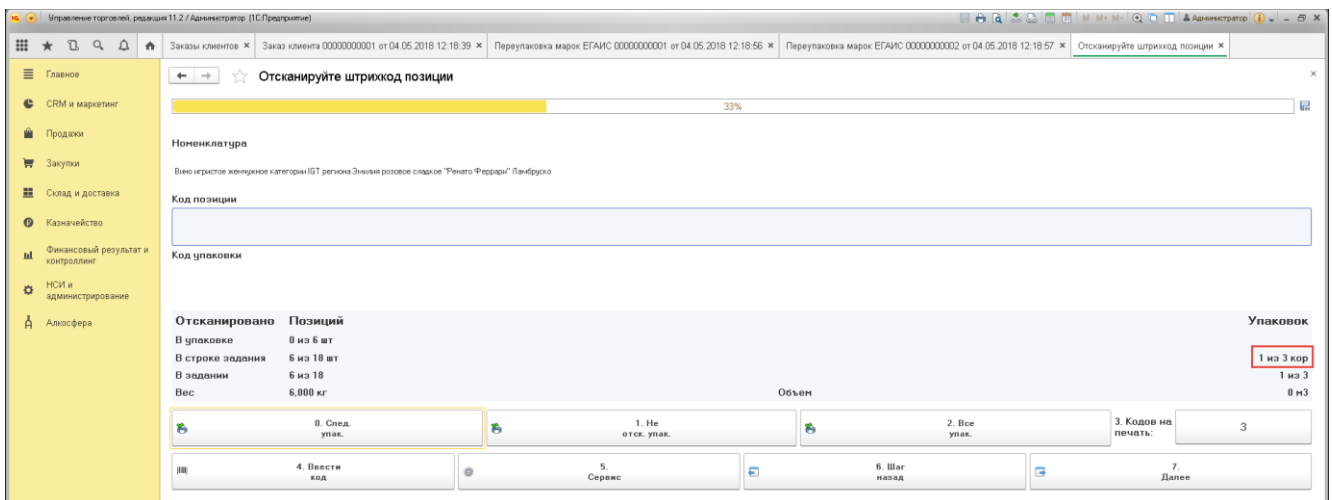 Управление торговлей, редакция 11.2 / Администратор (1С:Предприятие)
M M+ M- Администратор
Заказы клиентов × Заказ клиента 00000000001 от 04.05.2018 12:18:39 × Переупаковка марок ЕГАИС 00000000001 от 04.05.2018 12:18:56 × Переупаковка марок ЕГАИС 00000000002 от 04.05.2018 12:18:57 × Отсканируйте штрихкод позиции ×
Главное
CRM и маркетинг
Продажи
Закупки
Склад и доставка
Казначейство
Финансовый результат и
контроллинг
НСИ и
администрирование
Алкосфера
Отсканируйте штрихкод позиции
33%
Номенклатура
Вино игристое жемчужное категории IGT региона Эмилия розовое сладкое "Ренато Феррари" Ламбруско
Код позиции
Код упаковки
Отсканировано Позиций Упаковок
В упаковке 0 из 6 шт
В строке задания 6 из 18 шт 1 из 3 кор
В задании 6 из 18 1 из 3
Вес 6,000 кг Объем 0 м3
0. След.
упак.
1. Не
отск. упак.
2. Все
упак.
3. Кодов на
печать:
3
4. Ввести
код
5.
Сервис
6. Шаг
назад
7.
Далее